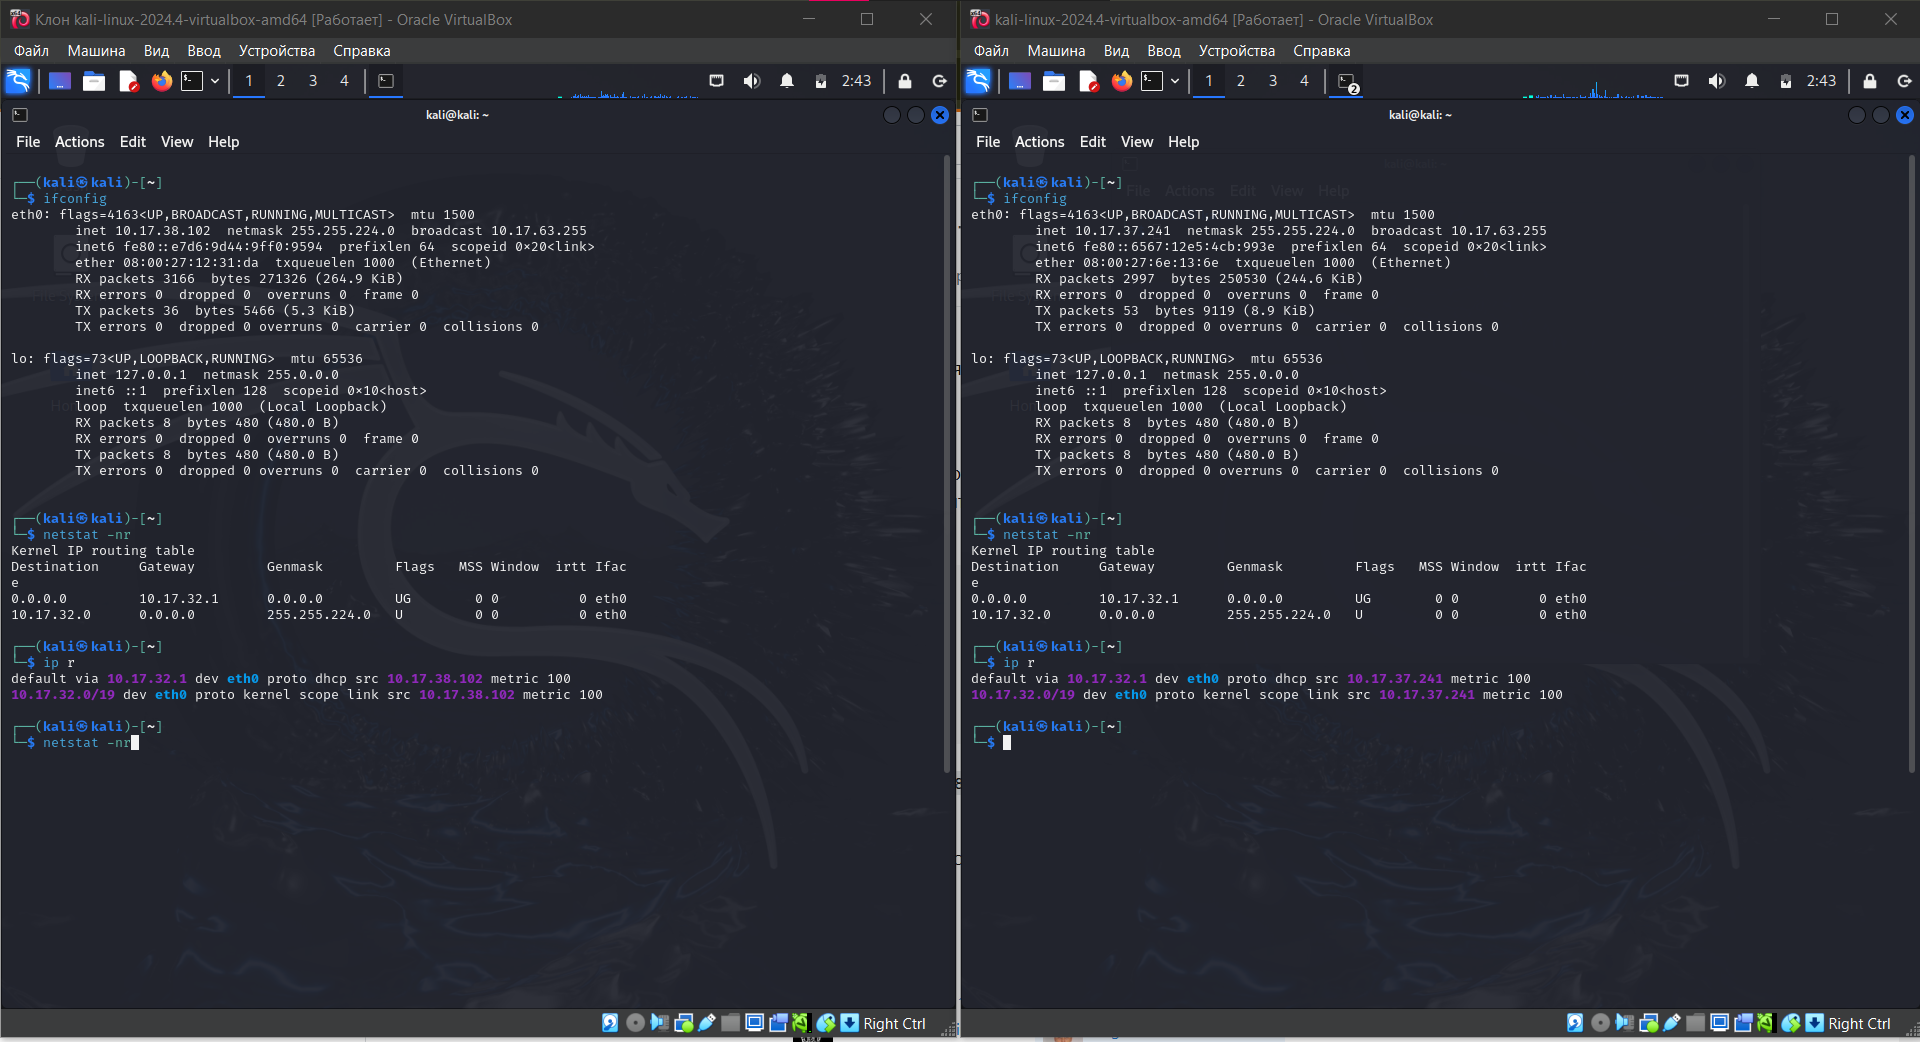 Клон kali-linux-2024.4-virtualbox-amd64 [Работает] - Oracle VirtualBox
Файл Машина Вид Ввод Устройства Справка
1 2 3 4 2:43
kali@kali: ~
File Actions Edit View Help
┌──(kali㉿kali)-[~]
└─$ ifconfig
eth0: flags=4163<UP,BROADCAST,RUNNING,MULTICAST>  mtu 1500
        inet 10.17.38.102  netmask 255.255.224.0  broadcast 10.17.63.255
        inet6 fe80::e7d6:9d44:9ff0:9594  prefixlen 64  scopeid 0×20<link>
        ether 08:00:27:12:31:da  txqueuelen 1000  (Ethernet)
        RX packets 3166  bytes 271326 (264.9 KiB)
        RX errors 0  dropped 0  overruns 0  frame 0
        TX packets 36  bytes 5466 (5.3 KiB)
        TX errors 0  dropped 0 overruns 0  carrier 0  collisions 0
lo: flags=73<UP,LOOPBACK,RUNNING>  mtu 65536
        inet 127.0.0.1  netmask 255.0.0.0
        inet6 ::1  prefixlen 128  scopeid 0×10<host>
        loop  txqueuelen 1000  (Local Loopback)
        RX packets 8  bytes 480 (480.0 B)
        RX errors 0  dropped 0  overruns 0  frame 0
        TX packets 8  bytes 480 (480.0 B)
        TX errors 0  dropped 0 overruns 0  carrier 0  collisions 0
┌──(kali㉿kali)-[~]
└─$ netstat -nr
Kernel IP routing table
Destination     Gateway         Genmask         Flags   MSS Window  irtt Ifac
e
0.0.0.0         10.17.32.1      0.0.0.0         UG        0 0          0 eth0
10.17.32.0      0.0.0.0         255.255.224.0   U         0 0          0 eth0
┌──(kali㉿kali)-[~]
└─$ ip r
default via 10.17.32.1 dev eth0 proto dhcp src 10.17.38.102 metric 100
10.17.32.0/19 dev eth0 proto kernel scope link src 10.17.38.102 metric 100
┌──(kali㉿kali)-[~]
└─$ netstat -nr
Right Ctrl
kali-linux-2024.4-virtualbox-amd64 [Работает] - Oracle VirtualBox
Файл Машина Вид Ввод Устройства Справка
1 2 3 4 2 2:43
kali@kali: ~
File Actions Edit View Help
┌──(kali㉿kali)-[~]
└─$ ifconfig
eth0: flags=4163<UP,BROADCAST,RUNNING,MULTICAST>  mtu 1500
        inet 10.17.37.241  netmask 255.255.224.0  broadcast 10.17.63.255
        inet6 fe80::6567:12e5:4cb:993e  prefixlen 64  scopeid 0×20<link>
        ether 08:00:27:6e:13:6e  txqueuelen 1000  (Ethernet)
        RX packets 2997  bytes 250530 (244.6 KiB)
        RX errors 0  dropped 0  overruns 0  frame 0
        TX packets 53  bytes 9119 (8.9 KiB)
        TX errors 0  dropped 0 overruns 0  carrier 0  collisions 0
lo: flags=73<UP,LOOPBACK,RUNNING>  mtu 65536
        inet 127.0.0.1  netmask 255.0.0.0
        inet6 ::1  prefixlen 128  scopeid 0×10<host>
        loop  txqueuelen 1000  (Local Loopback)
        RX packets 8  bytes 480 (480.0 B)
        RX errors 0  dropped 0  overruns 0  frame 0
        TX packets 8  bytes 480 (480.0 B)
        TX errors 0  dropped 0 overruns 0  carrier 0  collisions 0
┌──(kali㉿kali)-[~]
└─$ netstat -nr
Kernel IP routing table
Destination     Gateway         Genmask         Flags   MSS Window  irtt Ifac
e
0.0.0.0         10.17.32.1      0.0.0.0         UG        0 0          0 eth0
10.17.32.0      0.0.0.0         255.255.224.0   U         0 0          0 eth0
┌──(kali㉿kali)-[~]
└─$ ip r
default via 10.17.32.1 dev eth0 proto dhcp src 10.17.37.241 metric 100
10.17.32.0/19 dev eth0 proto kernel scope link src 10.17.37.241 metric 100
┌──(kali㉿kali)-[~]
└─$
Right Ctrl